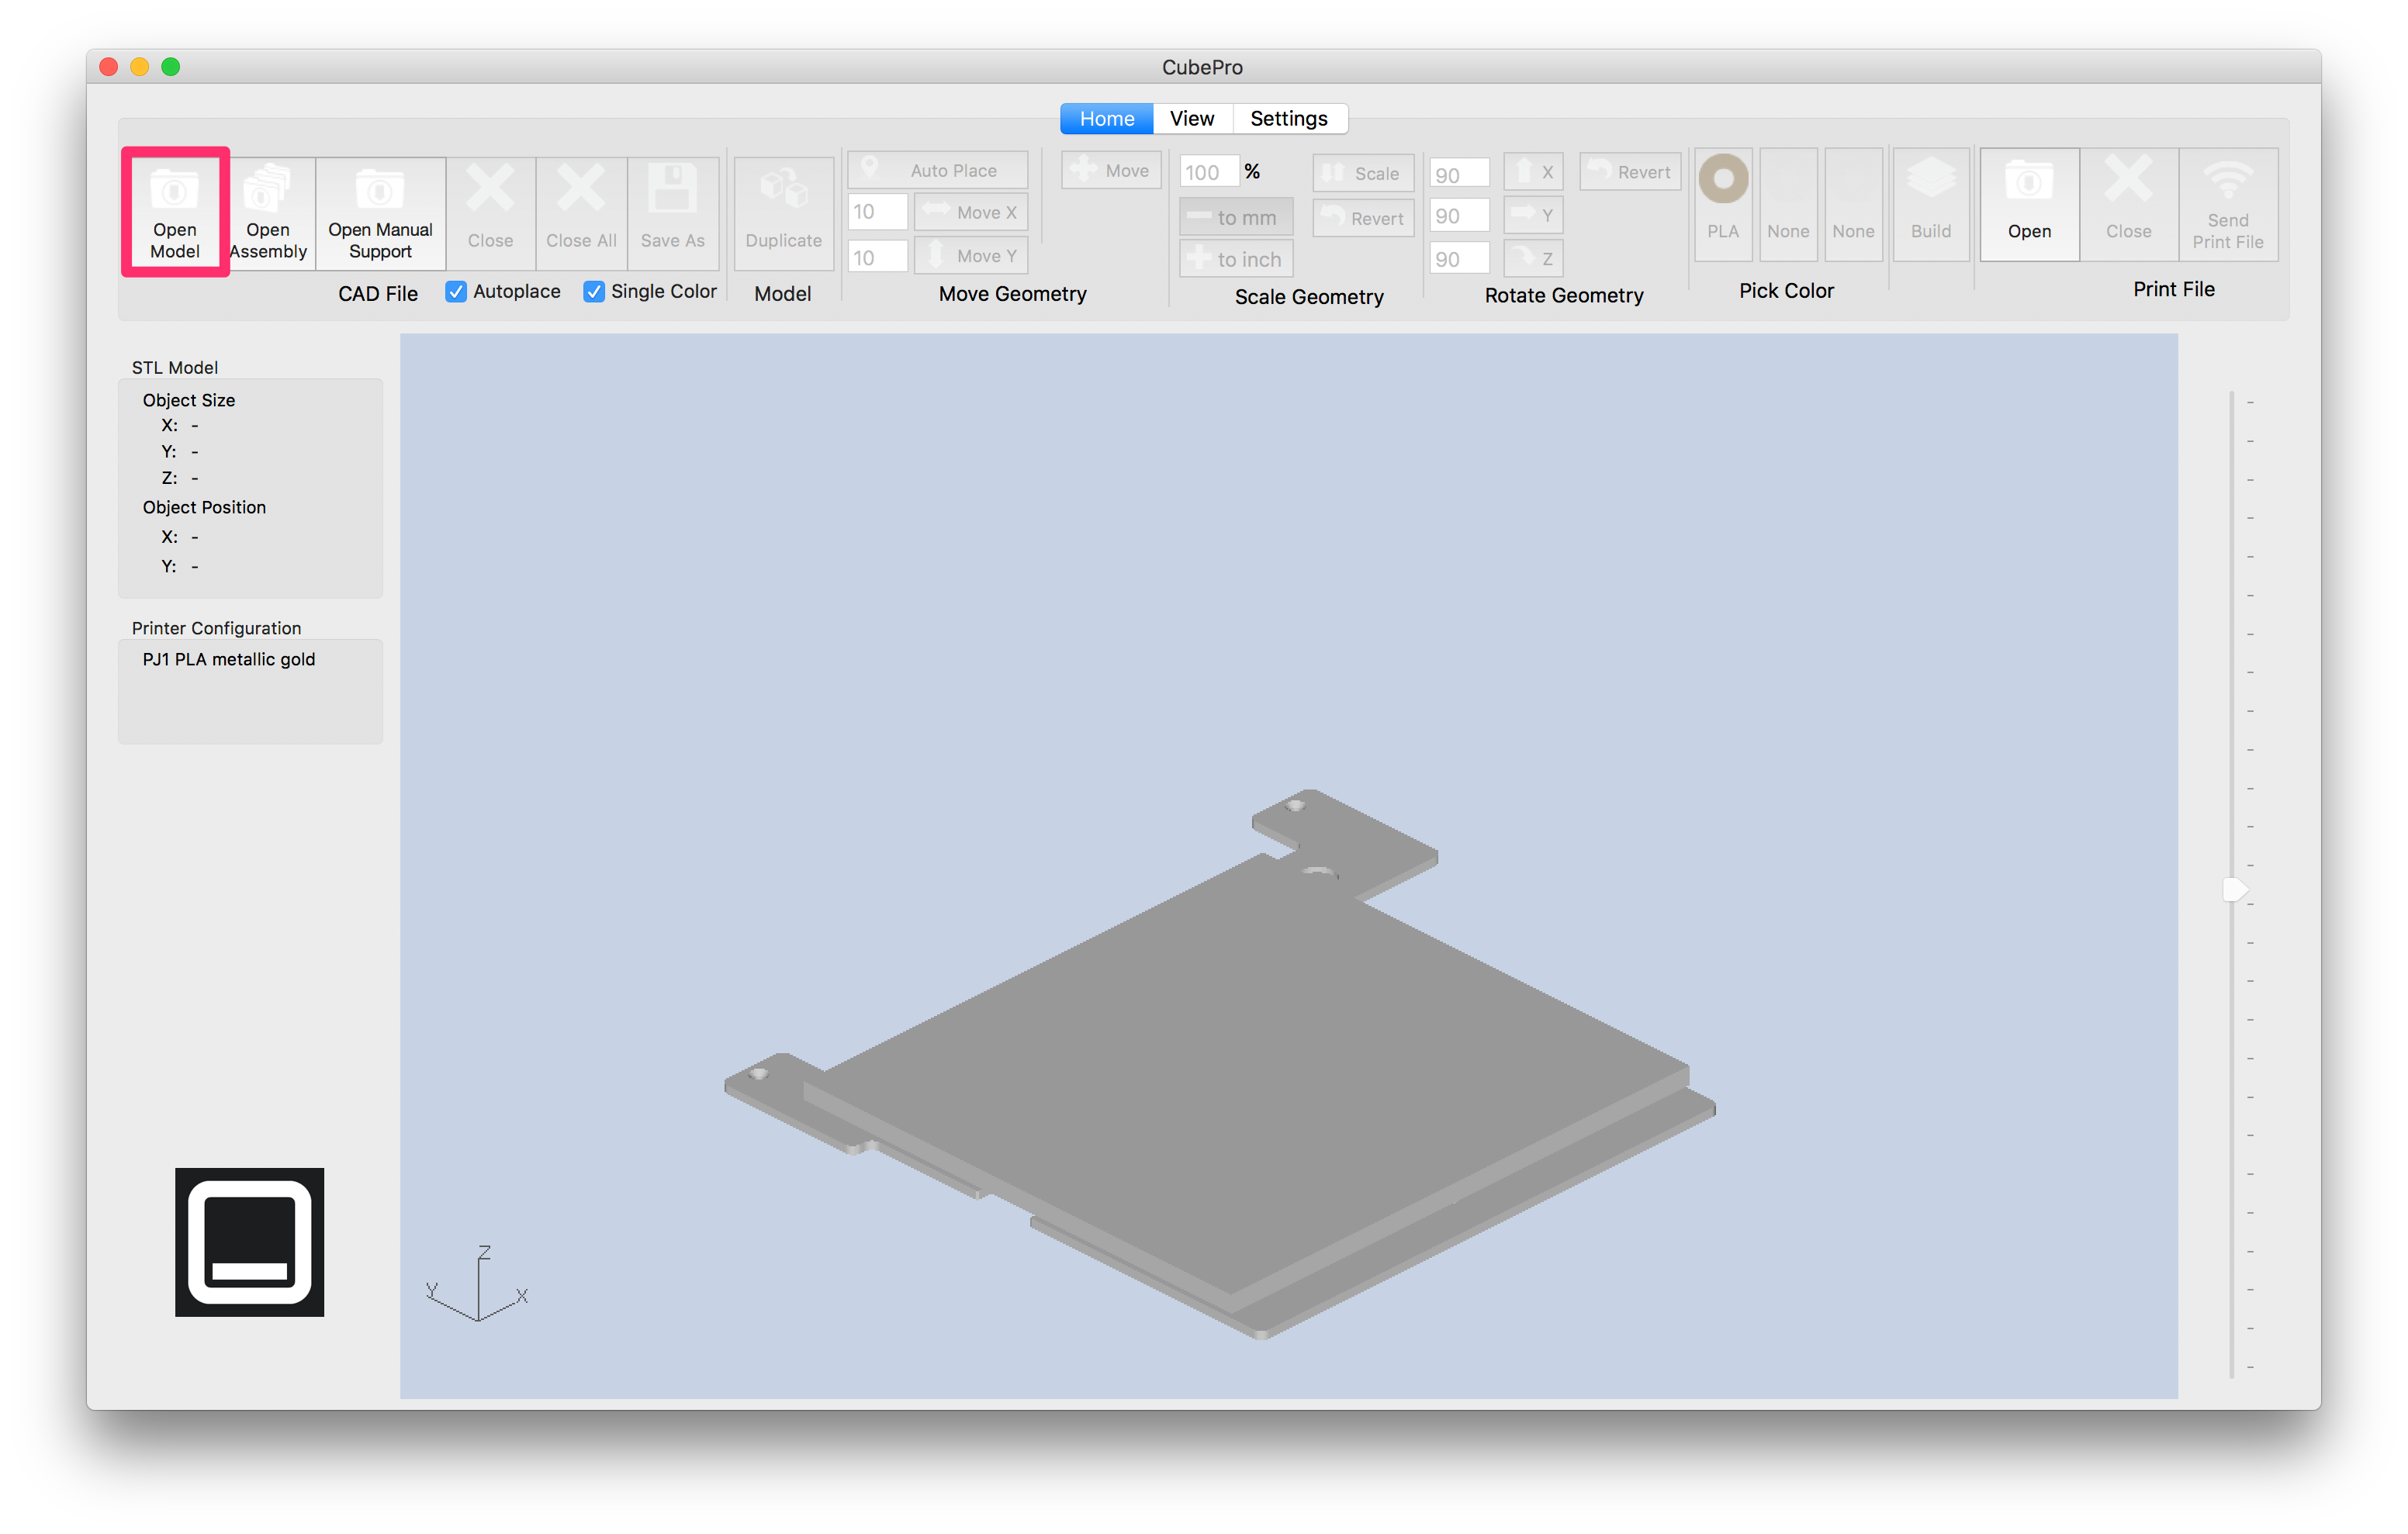 CubePro
Home View Settings
Open Model
Open Assembly
Open Manual Support
Close
Close All
Save As
CAD File
Autoplace
Single Color
Duplicate
Model
Auto Place
10
Move X
10
Move Y
Move
Move Geometry
100 %
Scale
to mm
Revert
to inch
Scale Geometry
90 X
90 Y
90 Z
Revert
Rotate Geometry
PLA
None
None
Pick Color
Build
Open
Close
Send Print File
Print File
STL Model
Object Size
X: -
Y: -
Z: -
Object Position
X: -
Y: -
Printer Configuration
PJ1 PLA metallic gold
Z
Y
X